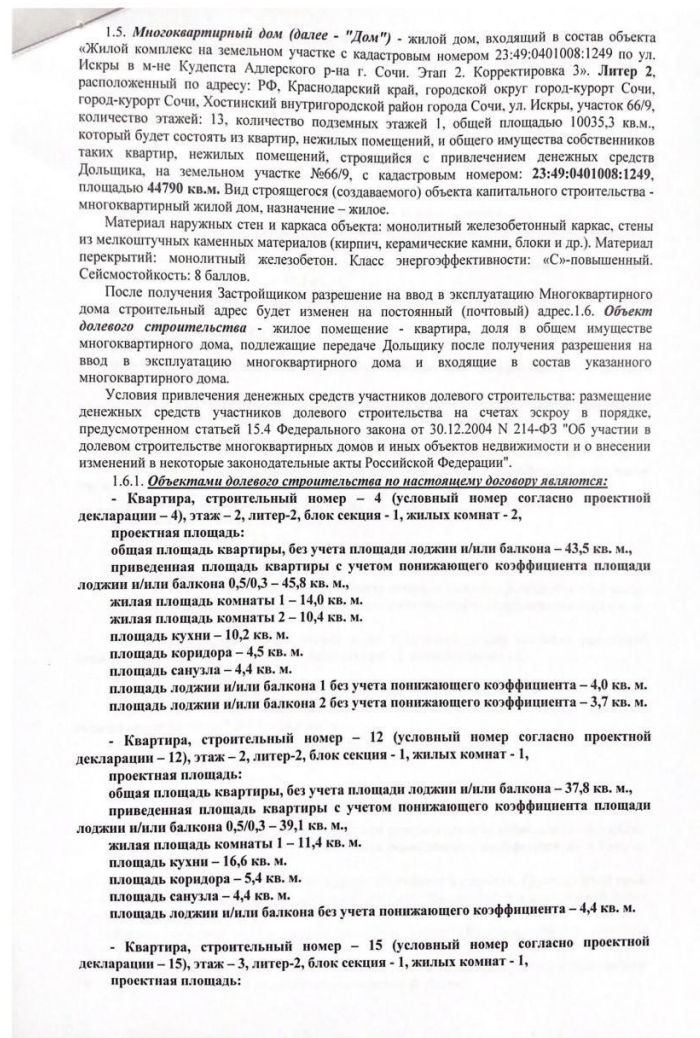 1.5. Многоквартирный дом (далее - "Дом") - жилой дом, входящий в состав объекта
«Жилой комплекс на земельном участке с кадастровым номером 23:49:0401008:1249 по ул.
Искры в м-не Кудепста Адлерского р-на г. Сочи. Этап 2. Корректировка 3». Литер 2,
расположенный по адресу: РФ, Краснодарский край, городской округ город-курорт Сочи,
город-курорт Сочи, Хостинский внутригородской район города Сочи, ул. Искры, участок 66/9,
количество этажей: 13, количество подземных этажей 1, общей площадью 10035,3 кв.м.,
который будет состоять из квартир, нежилых помещений, и общего имущества собственников
таких квартир, нежилых помещений, строящийся с привлечением денежных средств
Дольщика, на земельном участке №66/9, с кадастровым номером: 23:49:0401008:1249,
площадью 44790 кв.м. Вид строящегося (создаваемого) объекта капитального строительства -
многоквартирный жилой дом, назначение – жилое.
Материал наружных стен и каркаса объекта: монолитный железобетонный каркас, стены
из мелкоштучных каменных материалов (кирпич, керамические камни, блоки и др.). Материал
перекрытий: монолитный железобетон. Класс энергоэффективности: «С»-повышенный.
Сейсмостойкость: 8 баллов.
После получения Застройщиком разрешение на ввод в эксплуатацию Многоквартирного
дома строительный адрес будет изменен на постоянный (почтовый) адрес.1.6. Объект
долевого строительства - жилое помещение - квартира, доля в общем имуществе
многоквартирного дома, подлежащие передаче Дольщику после получения разрешения на
ввод в эксплуатацию многоквартирного дома и входящие в состав указанного
многоквартирного дома.
Условия привлечения денежных средств участников долевого строительства: размещение
денежных средств участников долевого строительства на счетах эскроу в порядке,
предусмотренном статьей 15.4 Федерального закона от 30.12.2004 N 214-ФЗ "Об участии в
долевом строительстве многоквартирных домов и иных объектов недвижимости и о внесении
изменений в некоторые законодательные акты Российской Федерации".
1.6.1. Объектами долевого строительства по настоящему договору являются:
- Квартира, строительный номер – 4 (условный номер согласно проектной
декларации – 4), этаж – 2, литер-2, блок секция - 1, жилых комнат - 2,
проектная площадь:
общая площадь квартиры, без учета площади лоджии и/или балкона – 43,5 кв. м.,
приведенная площадь квартиры с учетом понижающего коэффициента площади
лоджии и/или балкона 0,5/0,3 – 45,8 кв. м.,
жилая площадь комнаты 1 – 14,0 кв. м.
жилая площадь комнаты 2 – 10,4 кв. м.
площадь кухни – 10,2 кв. м.
площадь коридора – 4,5 кв. м.
площадь санузла – 4,4 кв. м.
площадь лоджии и/или балкона 1 без учета понижающего коэффициента – 4,0 кв. м.
площадь лоджии и/или балкона 2 без учета понижающего коэффициента – 3,7 кв. м.
- Квартира, строительный номер – 12 (условный номер согласно проектной
декларации – 12), этаж – 2, литер-2, блок секция - 1, жилых комнат - 1,
проектная площадь:
общая площадь квартиры, без учета площади лоджии и/или балкона – 37,8 кв. м.,
приведенная площадь квартиры с учетом понижающего коэффициента площади
лоджии и/или балкона 0,5/0,3 – 39,1 кв. м.,
жилая площадь комнаты 1 – 11,4 кв. м.
площадь кухни – 16,6 кв. м.
площадь коридора – 5,4 кв. м.
площадь санузла – 4,4 кв. м.
площадь лоджии и/или балкона без учета понижающего коэффициента – 4,4 кв. м.
- Квартира, строительный номер – 15 (условный номер согласно проектной
декларации – 15), этаж – 3, литер-2, блок секция - 1, жилых комнат - 1,
проектная площадь: